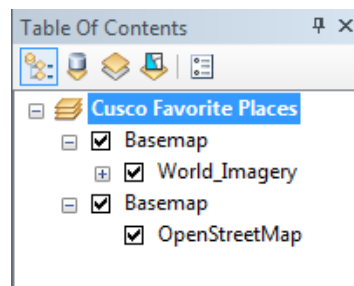 Table Of Contents
Cusco Favorite Places
Basemap
World_Imagery
Basemap
OpenStreetMap